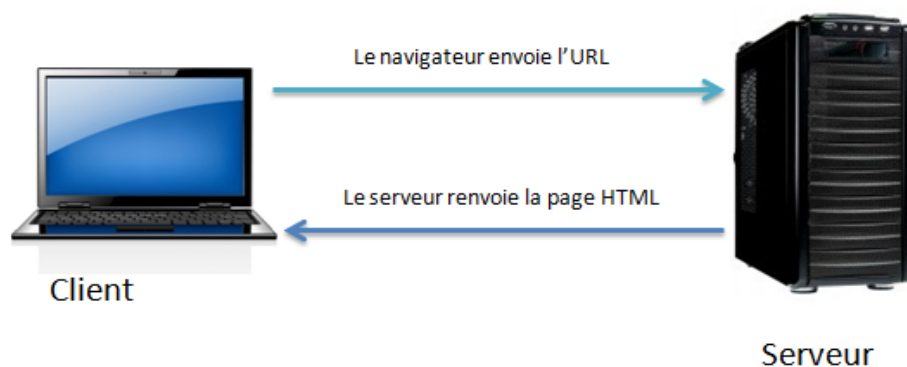 Le navigateur envoie l'URL
Le serveur renvoie la page HTML
Client
Serveur